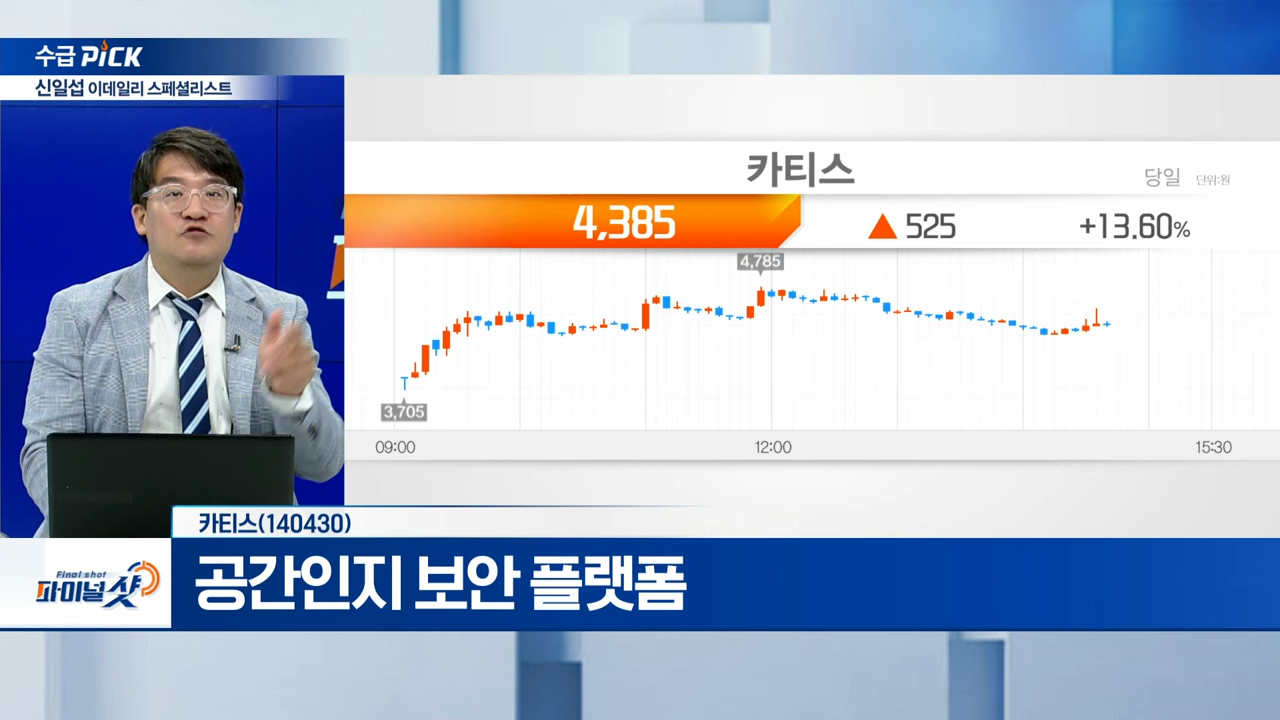 수급 PICK
신일섭 이데일리 스페셜리스트
카티스
당일 단위:원
4,385 ▲ 525 +13.60%
4,785
3,705
09:00 12:00 15:30
카티스(140430)
Final shot
파이널샷
공간인지 보안 플랫폼